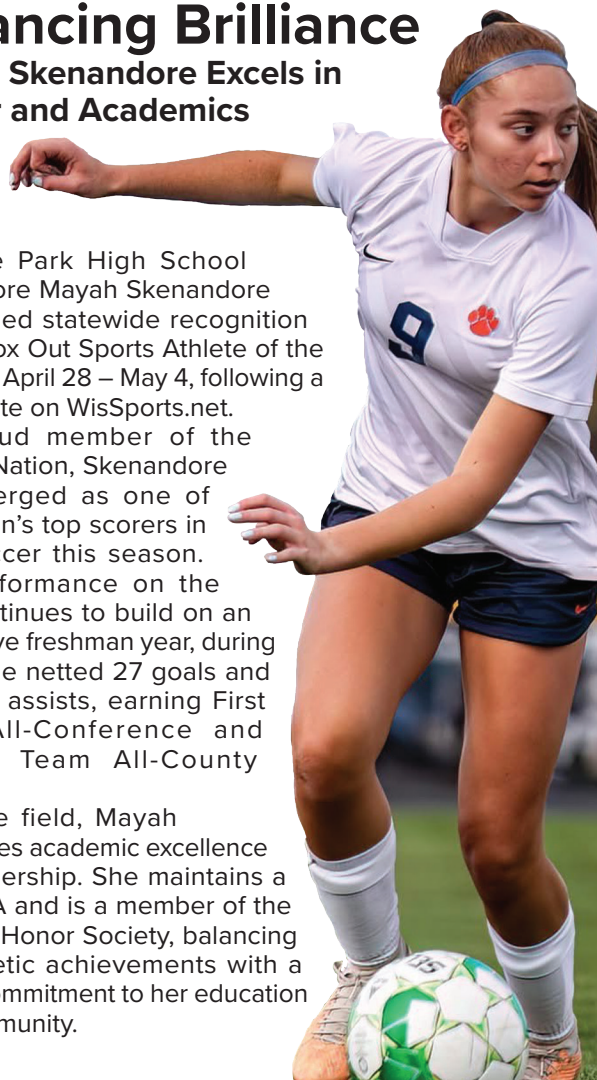 ancing Brilliance
Skenandore Excels in
r and Academics
e Park High School
ore Mayah Skenandore
ed statewide recognition
ox Out Sports Athlete of the
April 28 – May 4, following a
te on WisSports.net.
ud member of the
Nation, Skenandore
erged as one of
n's top scorers in
ccer this season.
formance on the
tinues to build on an
ve freshman year, during
e netted 27 goals and
assists, earning First
All-Conference and
Team All-County
e field, Mayah
es academic excellence
ership. She maintains a
A and is a member of the
Honor Society, balancing
etic achievements with a
ommitment to her education
munity.
9